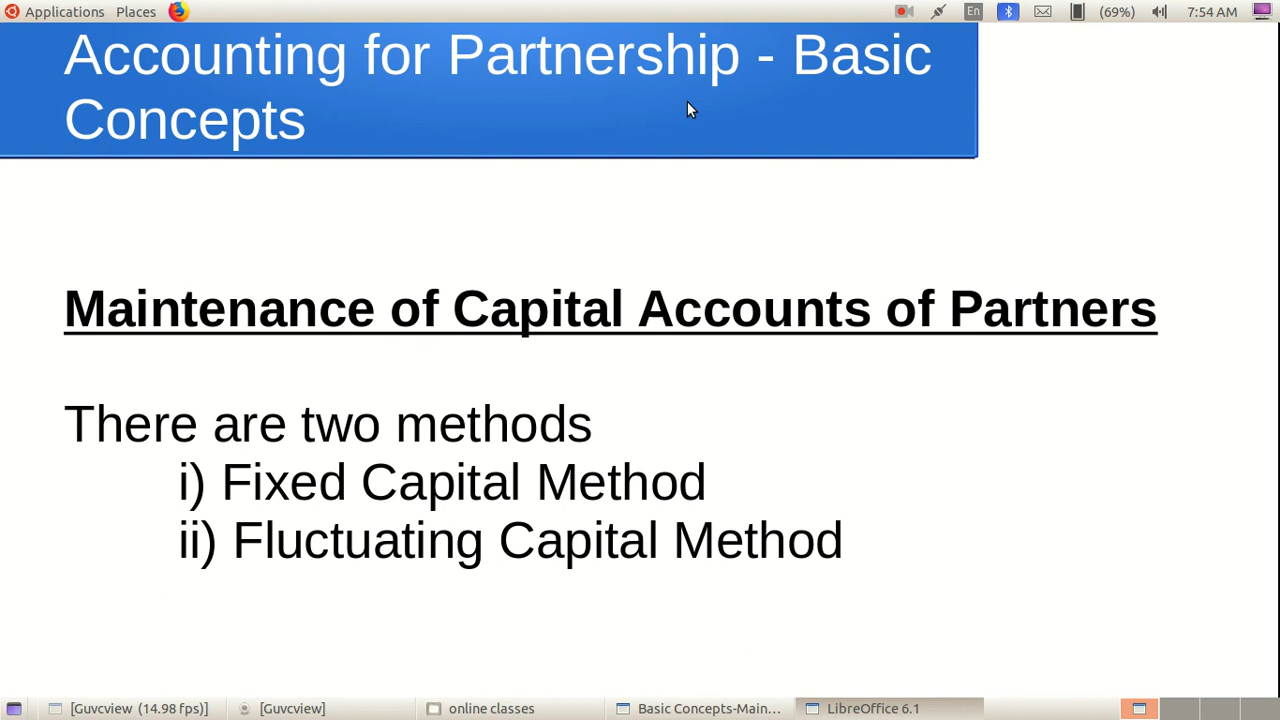 Applications Places
En
(69%)
7:54 AM
Accounting for Partnership - Basic
Concepts
Maintenance of Capital Accounts of Partners
There are two methods
i) Fixed Capital Method
ii) Fluctuating Capital Method
[Guvcview (14.98 fps)]
[Guvcview]
online classes
Basic Concepts-Main...
LibreOffice 6.1